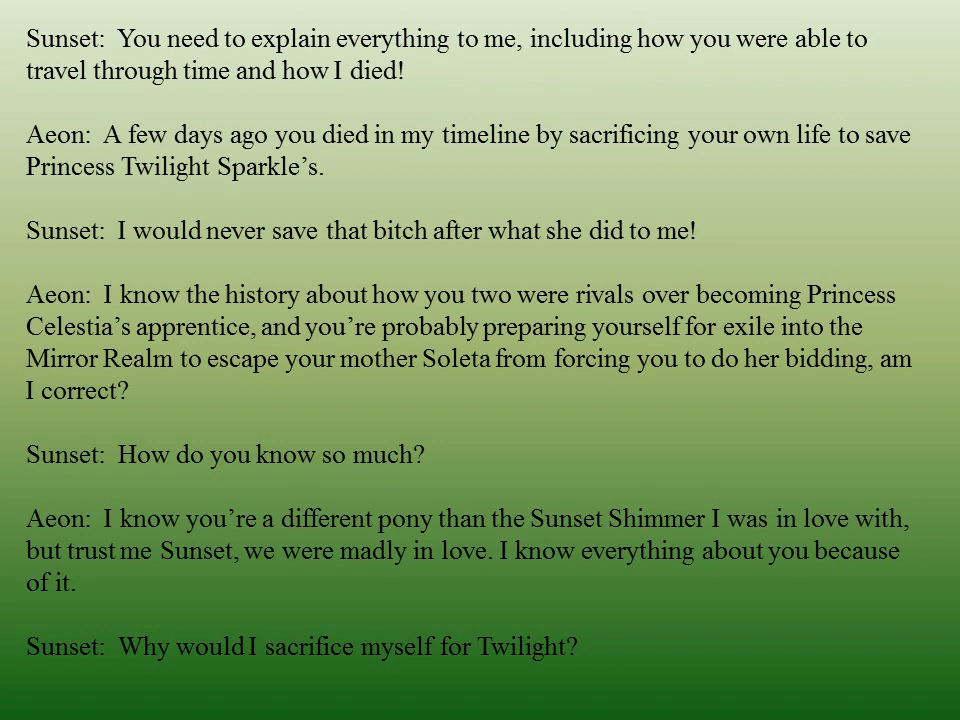 Sunset:  You need to explain everything to me, including how you were able to
travel through time and how I died!
Aeon:  A few days ago you died in my timeline by sacrificing your own life to save
Princess Twilight Sparkle’s.
Sunset:  I would never save that bitch after what she did to me!
Aeon:  I know the history about how you two were rivals over becoming Princess
Celestia’s apprentice, and you’re probably preparing yourself for exile into the
Mirror Realm to escape your mother Soleta from forcing you to do her bidding, am
I correct?
Sunset:  How do you know so much?
Aeon:  I know you’re a different pony than the Sunset Shimmer I was in love with,
but trust me Sunset, we were madly in love. I know everything about you because
of it.
Sunset:  Why would I sacrifice myself for Twilight?